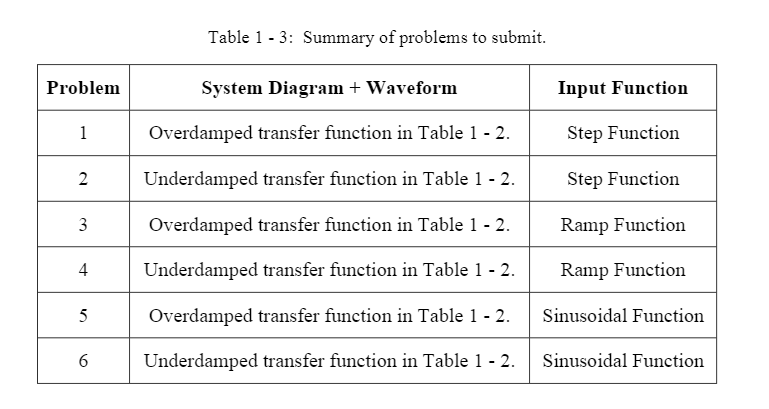 Table 1 - 3:  Summary of problems to submit.
Problem System Diagram + Waveform Input Function
1 Overdamped transfer function in Table 1 - 2. Step Function
2 Underdamped transfer function in Table 1 - 2. Step Function
3 Overdamped transfer function in Table 1 - 2. Ramp Function
4 Underdamped transfer function in Table 1 - 2. Ramp Function
5 Overdamped transfer function in Table 1 - 2. Sinusoidal Function
6 Underdamped transfer function in Table 1 - 2. Sinusoidal Function